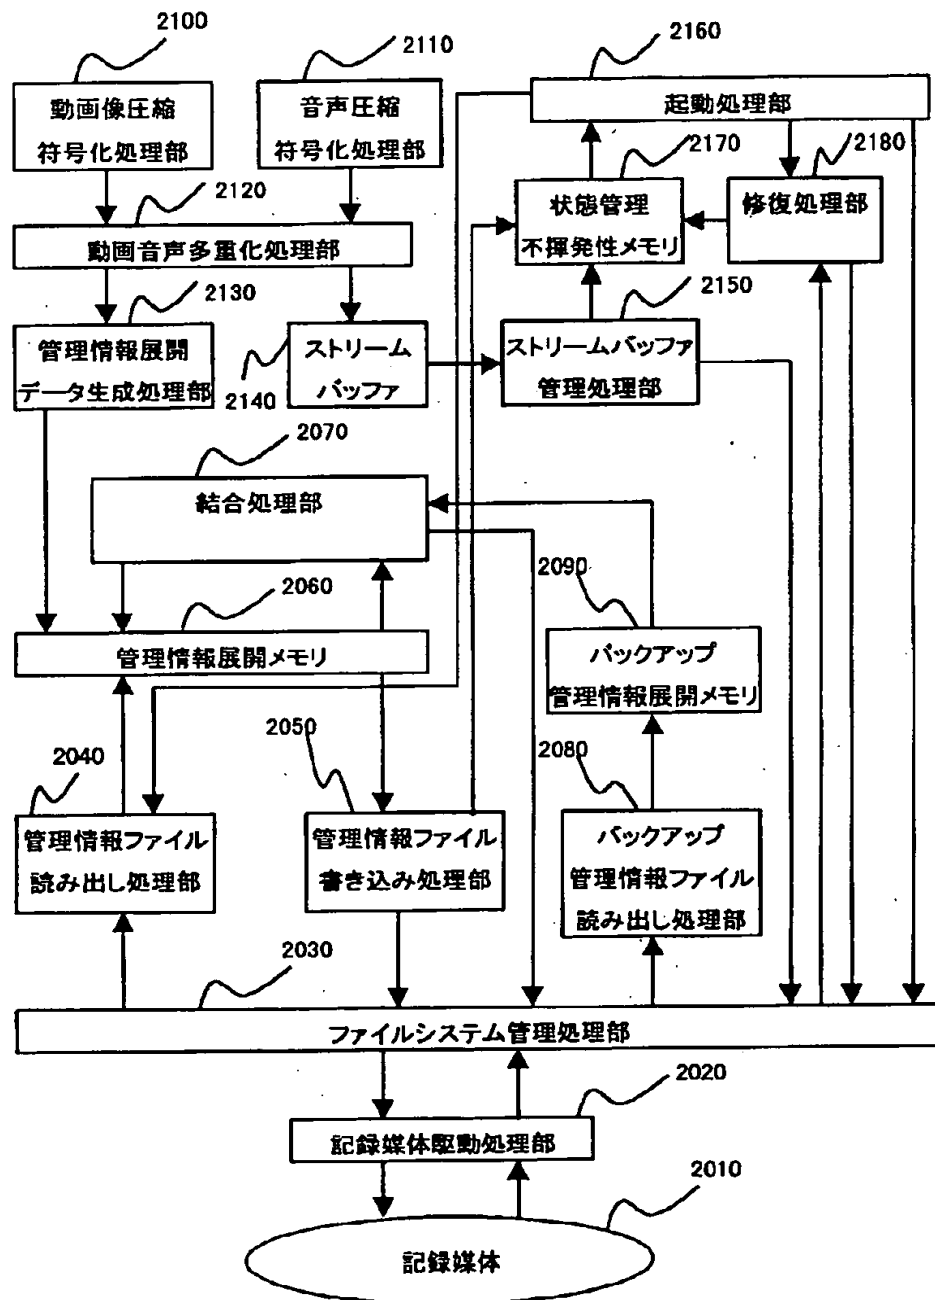 2100
2110
2160
動画像圧縮
符号化処理部
音声圧縮
符号化処理部
起動処理部
2170
2180
2120
状態管理
不揮発性メモリ
修復処理部
動画音声多重化処理部
2130
2150
管理情報展開
データ生成処理部
2140
ストリーム
バッファ
ストリームバッファ
管理処理部
2070
結合処理部
2090
2060
管理情報展開メモリ
バックアップ
管理情報展開メモリ
2050
2040
2080
管理情報ファイル
読み出し処理部
管理情報ファイル
書き込み処理部
バックアップ
管理情報ファイル
読み出し処理部
2030
ファイルシステム管理処理部
2020
記録媒体駆動処理部
2010
記録媒体